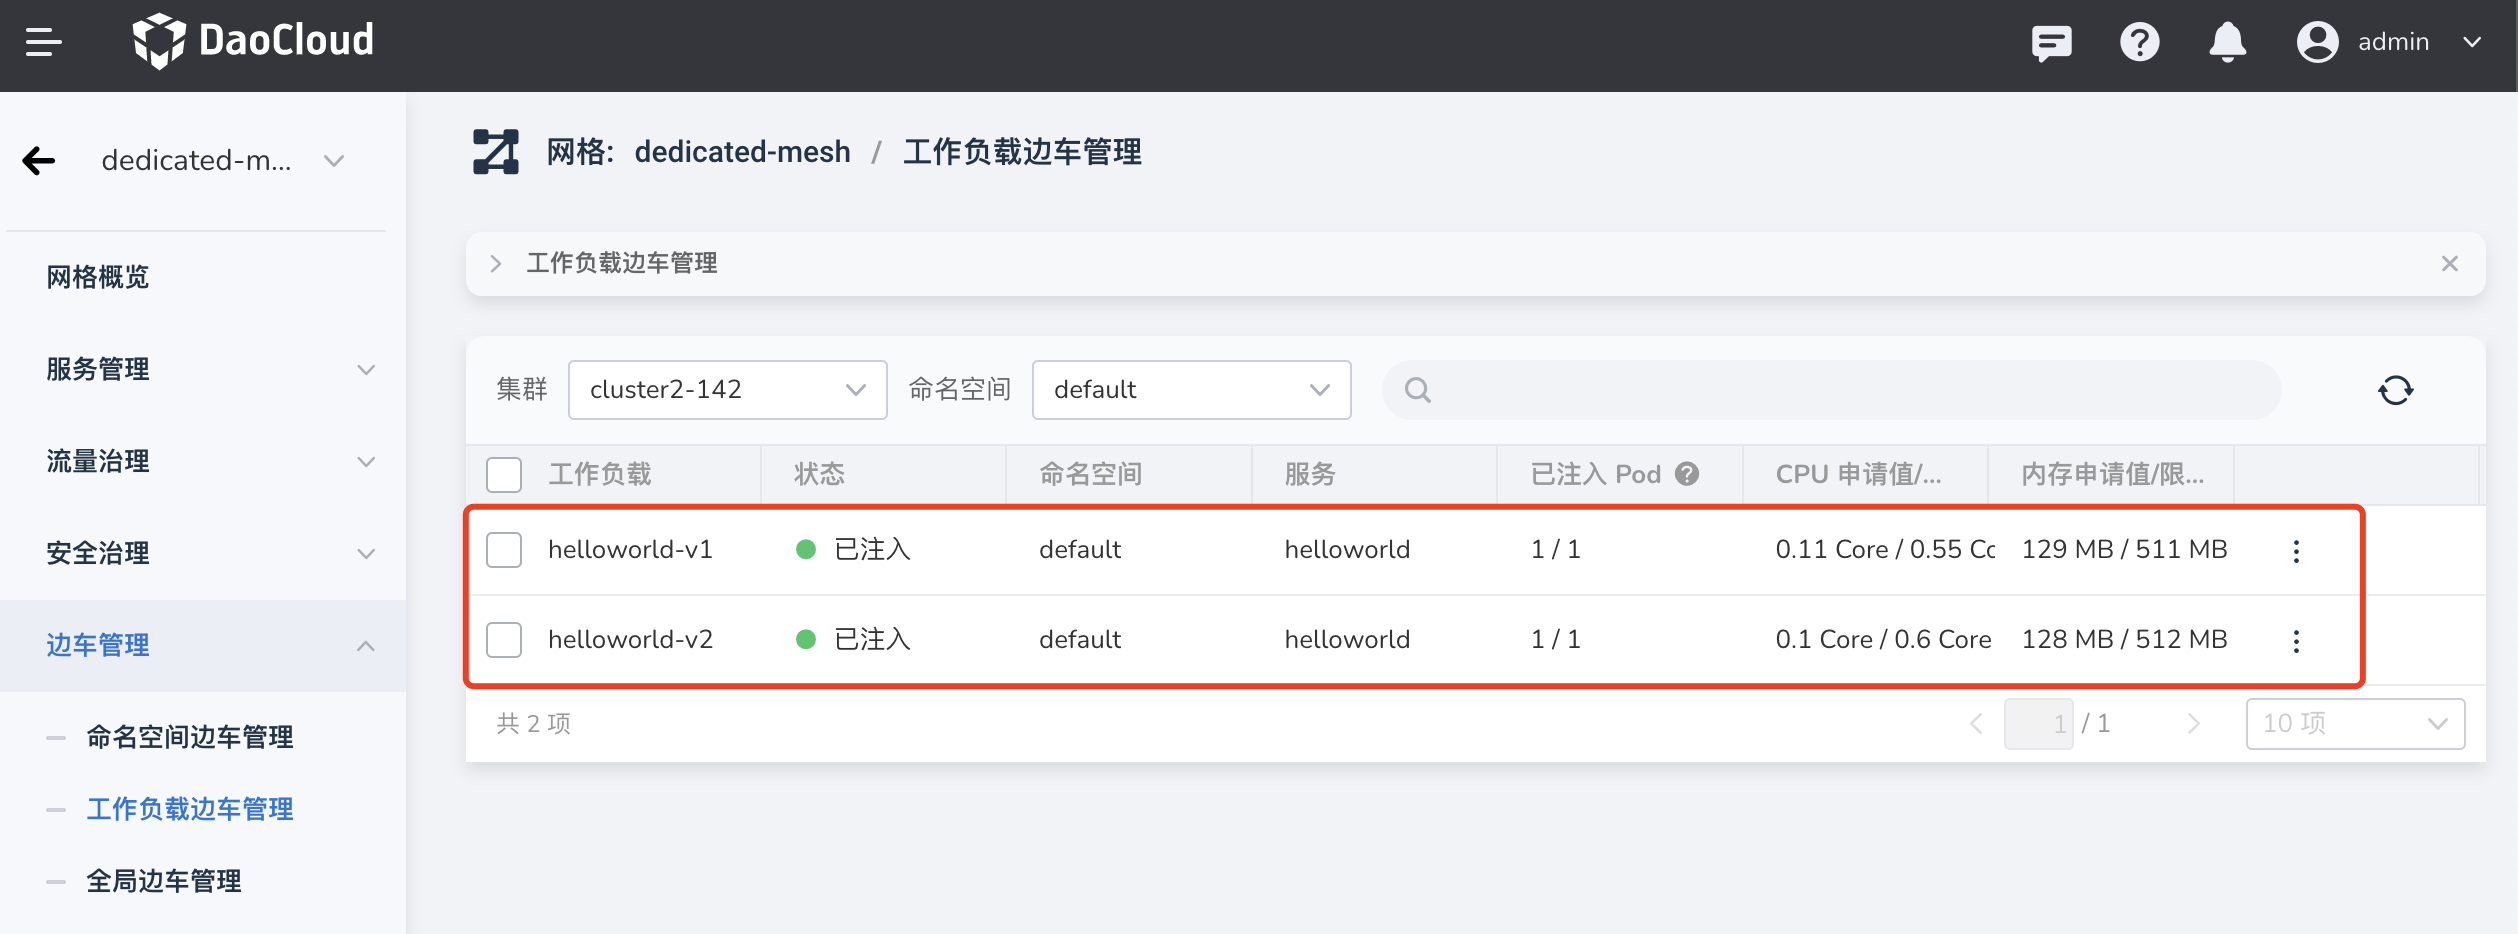 DaoCloud
admin
dedicated-m...
网格概览
服务管理
流量治理
安全治理
边车管理
命名空间边车管理
工作负载边车管理
全局边车管理
网格: dedicated-mesh / 工作负载边车管理
工作负载边车管理
集群 cluster2-142 命名空间 default
工作负载 状态 命名空间 服务 已注入 Pod CPU 申请值/... 内存申请值/限...
helloworld-v1 已注入 default helloworld 1 / 1 0.11 Core / 0.55 Cc 129 MB / 511 MB
helloworld-v2 已注入 default helloworld 1 / 1 0.1 Core / 0.6 Core 128 MB / 512 MB
共 2 项 1 / 1 10 项